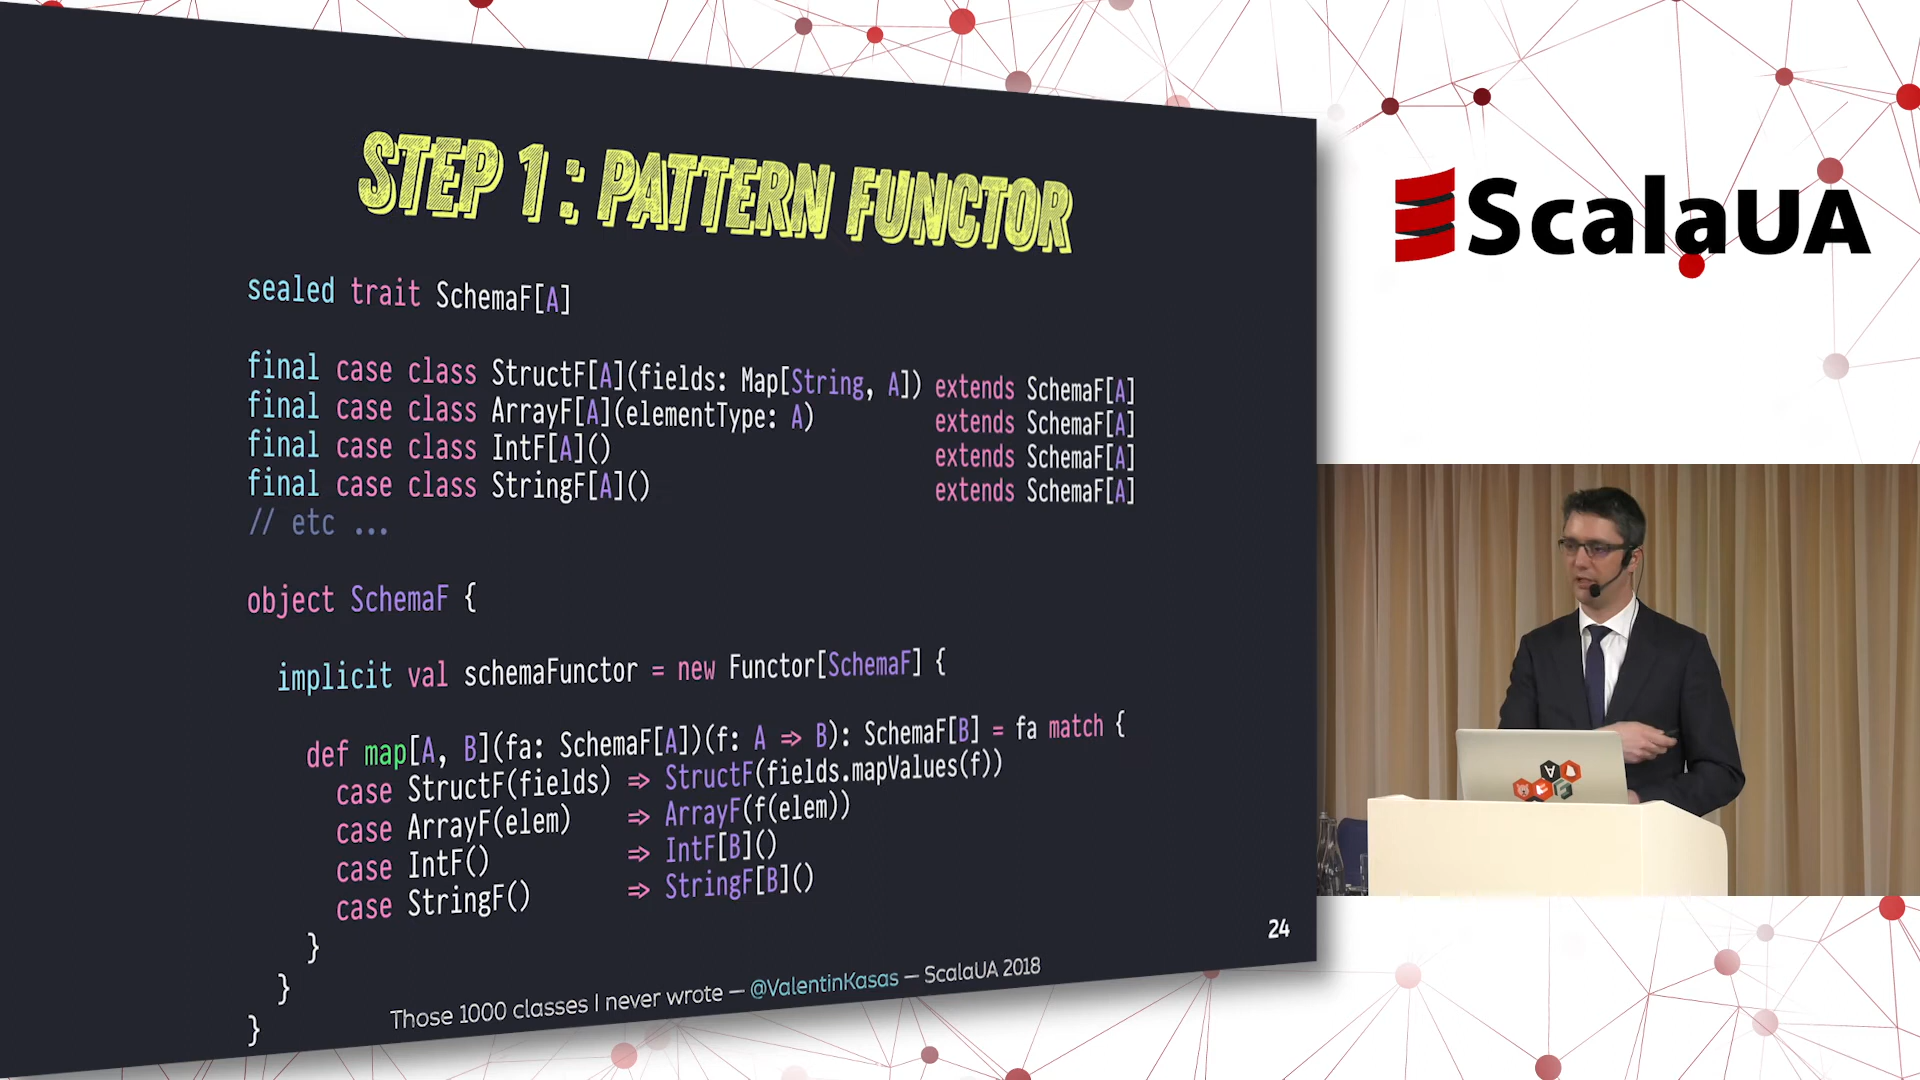 STEP 1 : PATTERN FUNCTOR
sealed trait SchemaF[A]
final case class StructF[A](fields: Map[String, A]) extends SchemaF[A]
final case class ArrayF[A](elementType: A) extends SchemaF[A]
final case class IntF[A]() extends SchemaF[A]
final case class StringF[A]() extends SchemaF[A]
// etc ...
object SchemaF {
implicit val schemaFunctor = new Functor[SchemaF] {
def map[A, B](fa: SchemaF[A])(f: A => B): SchemaF[B] = fa match {
case StructF(fields) => StructF(fields.mapValues(f))
case ArrayF(elem) => ArrayF(f(elem))
case IntF() => IntF[B]()
case StringF() => StringF[B]()
}
}
}
24
Those 1000 classes I never wrote — @ValentinKasas — ScalaUA 2018
ScalaUA